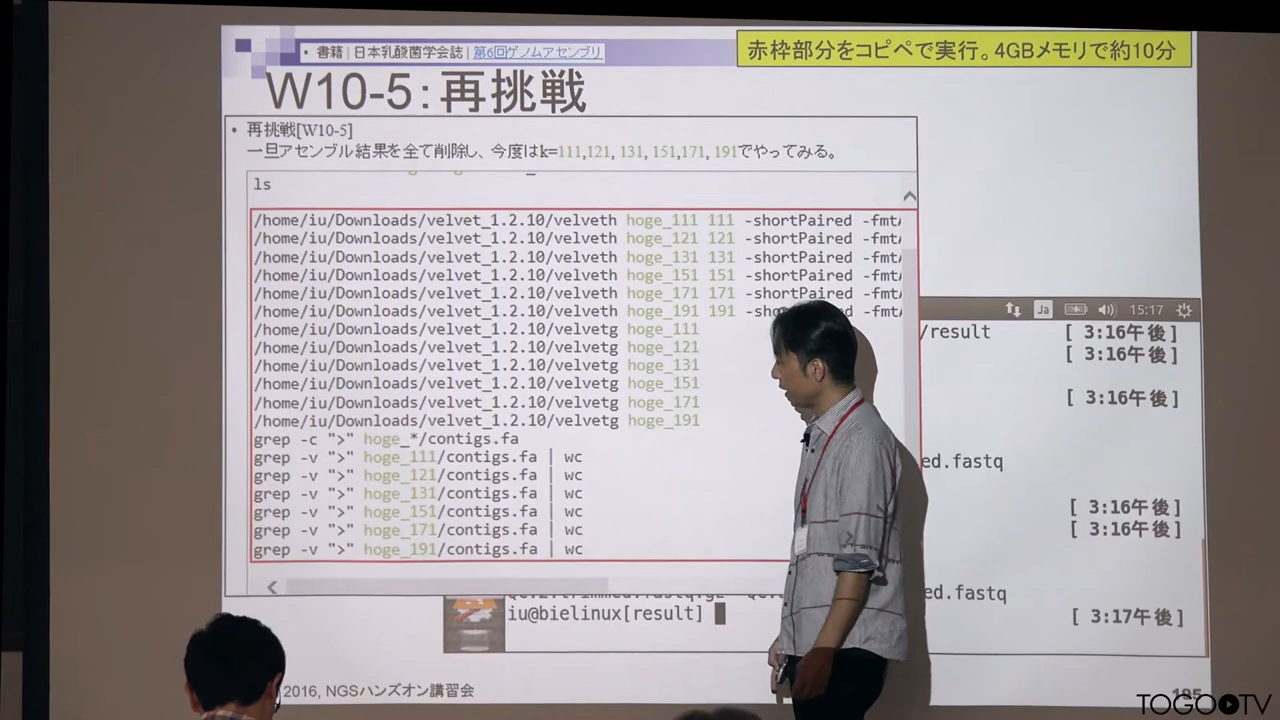 • 書籍 | 日本乳酸菌学会誌 | 第6回ゲノムアセンブリ
赤枠部分をコピペで実行。4GBメモリで約10分
W10-5：再挑戦
• 再挑戦[W10-5]
一旦アセンブル結果を全て削除し、今度はk=111,121, 131, 151,171, 191でやってみる。
ls
/home/iu/Downloads/velvet_1.2.10/velveth hoge_111 111 -shortPaired -fmt
/home/iu/Downloads/velvet_1.2.10/velveth hoge_121 121 -shortPaired -fmt
/home/iu/Downloads/velvet_1.2.10/velveth hoge_131 131 -shortPaired -fmt
/home/iu/Downloads/velvet_1.2.10/velveth hoge_151 151 -shortPaired -fmt
/home/iu/Downloads/velvet_1.2.10/velveth hoge_171 171 -shortPaired -fmt
/home/iu/Downloads/velvet_1.2.10/velveth hoge_191 191 -shortPaired -fmt
/home/iu/Downloads/velvet_1.2.10/velvetg hoge_111
/home/iu/Downloads/velvet_1.2.10/velvetg hoge_121
/home/iu/Downloads/velvet_1.2.10/velvetg hoge_131
/home/iu/Downloads/velvet_1.2.10/velvetg hoge_151
/home/iu/Downloads/velvet_1.2.10/velvetg hoge_171
/home/iu/Downloads/velvet_1.2.10/velvetg hoge_191
grep -c ">" hoge_*/contigs.fa
grep -v ">" hoge_111/contigs.fa | wc
grep -v ">" hoge_121/contigs.fa | wc
grep -v ">" hoge_131/contigs.fa | wc
grep -v ">" hoge_151/contigs.fa | wc
grep -v ">" hoge_171/contigs.fa | wc
grep -v ">" hoge_191/contigs.fa | wc
Ja 15:17
/result [ 3:16午後]
[ 3:16午後]
[ 3:16午後]
ed.fastq
[ 3:16午後]
[ 3:16午後]
ed.fastq
iu@bielinux[result] [ 3:17午後]
2016, NGSハンズオン講習会
TOGOTV